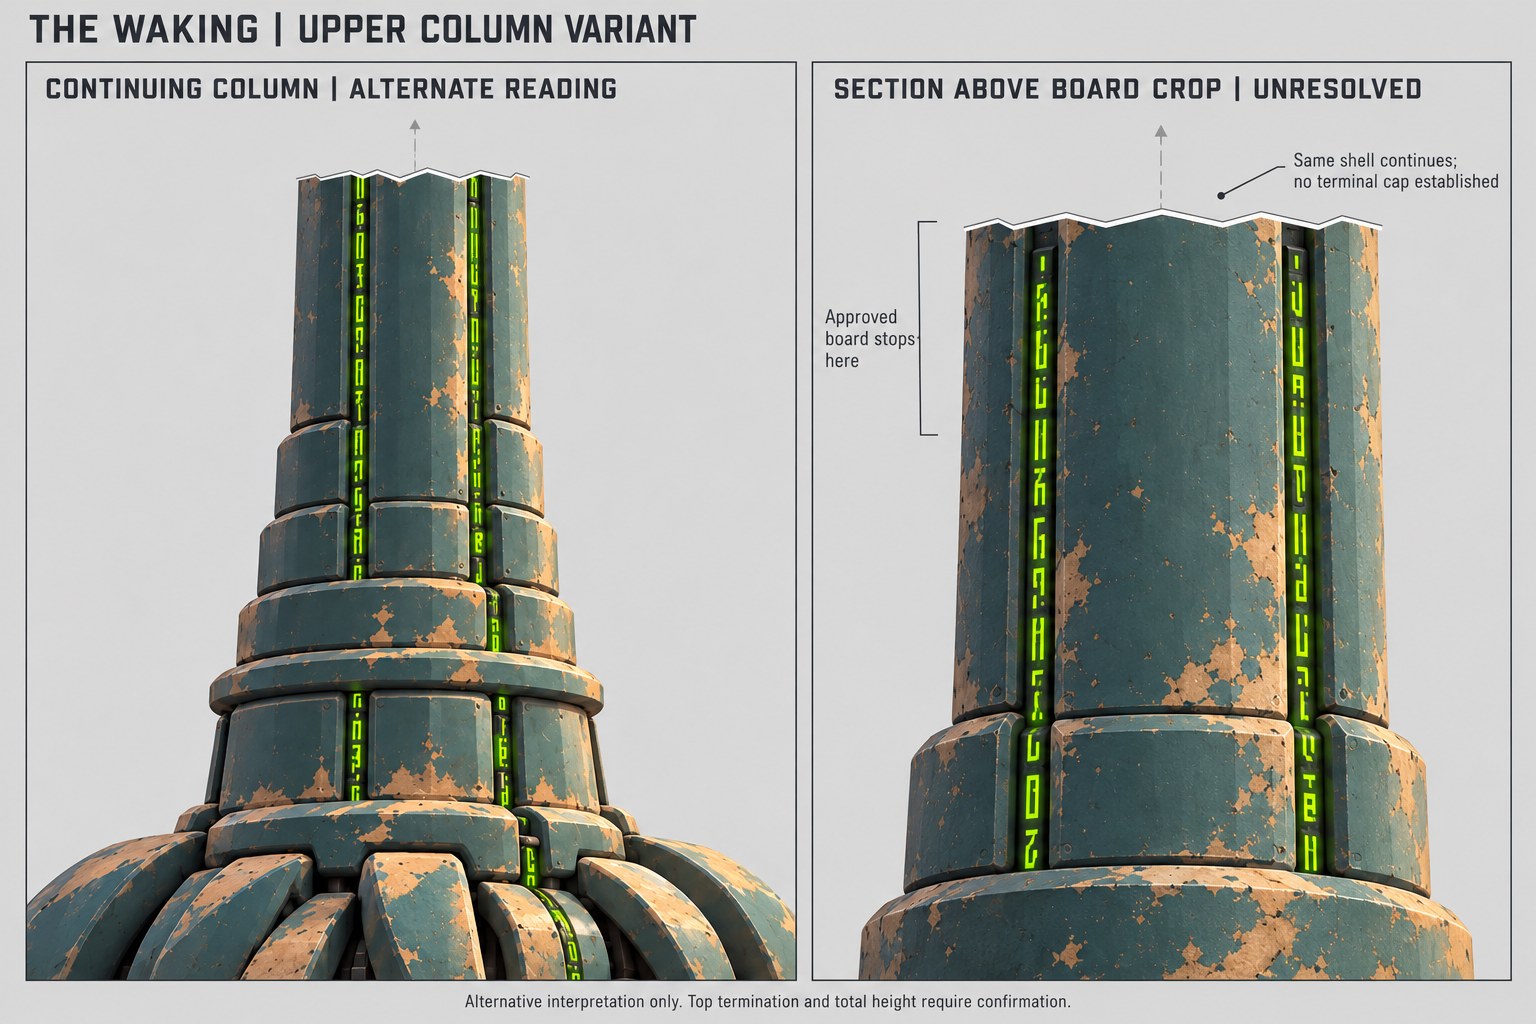 THE WAKING | UPPER COLUMN VARIANT
CONTINUING COLUMN | ALTERNATE READING
SECTION ABOVE BOARD CROP | UNRESOLVED
Same shell continues;
no terminal cap established
Approved
board stops
here
Alternative interpretation only. Top termination and total height require confirmation.